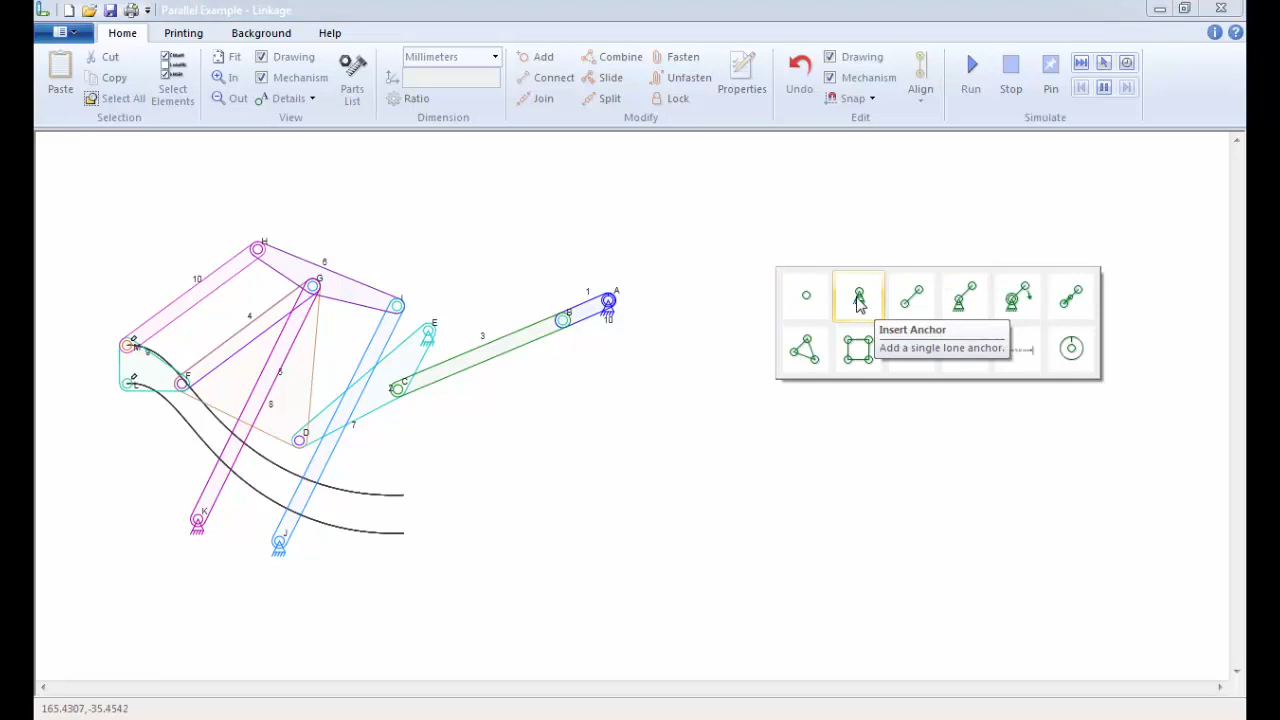 Parallel Example - Linkage
Home Printing Background Help
Paste
Cut
Copy
Select All
Select Elements
Selection
Fit
In
Out
Drawing
Mechanism
Details
Parts List
View
Millimeters
Ratio
Dimension
Add
Connect
Join
Combine
Slide
Split
Fasten
Unfasten
Lock
Properties
Modify
Undo
Drawing
Mechanism
Snap
Align
Edit
Run
Stop
Pin
Simulate
H
6
10
G
1
A
I
B
10
4
E
3
M
9
F
5
C
2
L
8
7
D
K
J
Insert Anchor
Add a single lone anchor.
165.4307,-35.4542